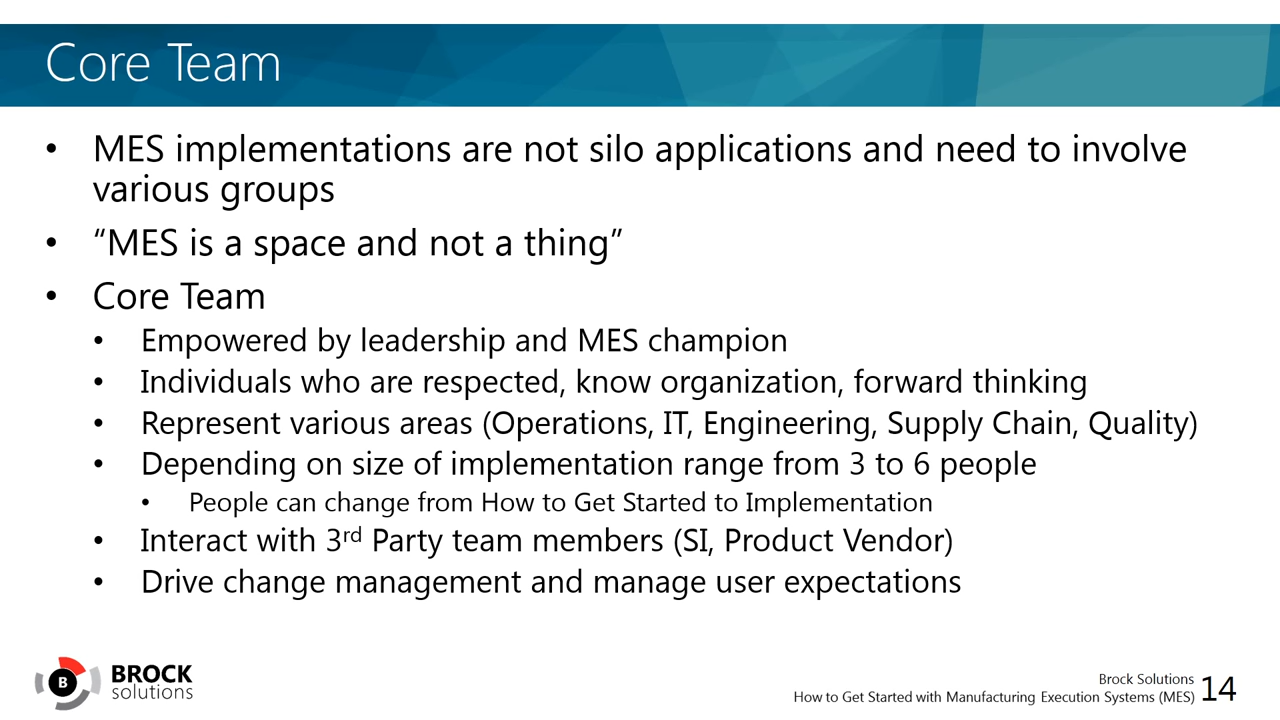 Core Team
• MES implementations are not silo applications and need to involve
various groups
• “MES is a space and not a thing”
• Core Team
• Empowered by leadership and MES champion
• Individuals who are respected, know organization, forward thinking
• Represent various areas (Operations, IT, Engineering, Supply Chain, Quality)
• Depending on size of implementation range from 3 to 6 people
• People can change from How to Get Started to Implementation
• Interact with 3rd Party team members (SI, Product Vendor)
• Drive change management and manage user expectations
B
BROCK
solutions
Brock Solutions
How to Get Started with Manufacturing Execution Systems (MES)
14